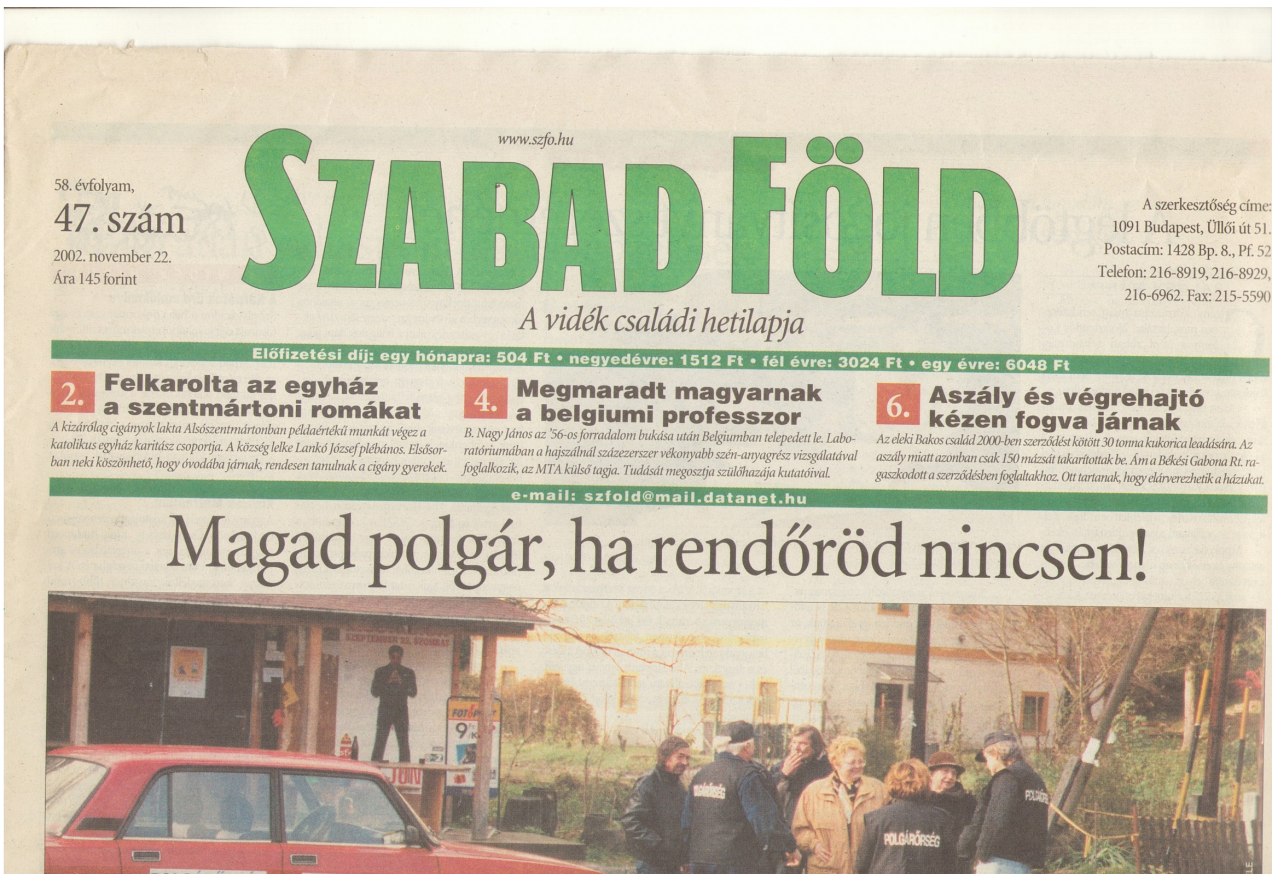 www.szfo.hu
SZABAD FÖLD
A vidék családi hetilapja
58. évfolyam,
47. szám
2002. november 22.
Ára 145 forint
A szerkesztőség címe:
1091 Budapest, Üllői út 51.
Postacím: 1428 Bp. 8., Pf. 52
Telefon: 216-8919, 216-8929,
216-6962. Fax: 215-5590
Előfizetési díj: egy hónapra: 504 Ft • negyedévre: 1512 Ft • fél évre: 3024 Ft • egy évre: 6048 Ft
2. Felkarolta az egyház
a szentmártoni romákat
A kizárólag cigányok lakta Alsószentmártonban példaértékű munkát végez a
katolikus egyház karitász csoportja. A község lelke Lankó József plébános. Elsősor-
ban neki köszönhető, hogy óvodába járnak, rendesen tanulnak a cigány gyerekek.
4. Megmaradt magyarnak
a belgiumi professzor
B. Nagy János az '56-os forradalom bukása után Belgiumban telepedett le. Labo-
ratóriumában a hajszálnál százezerszer vékonyabb szén-anyagrész vizsgálatával
foglalkozik, az MTA külső tagja. Tudását megosztja szülőhazája kutatóival.
6. Aszály és végrehajtó
kézen fogva járnak
Az eleki Bakos család 2000-ben szerződést kötött 30 tonna kukorica leadására. Az
aszály miatt azonban csak 150 mázsát takarítottak be. Ám a Békési Gabona Rt. ra-
gaszkodott a szerződésben foglaltakhoz. Ott tartanak, hogy elárverezhetik a házukat.
e-mail: szfold@mail.datanet.hu
Magad polgár, ha rendőröd nincsen!
SZEPTEMBER
POLGÁRŐRSÉG
POLGÁRŐRSÉG